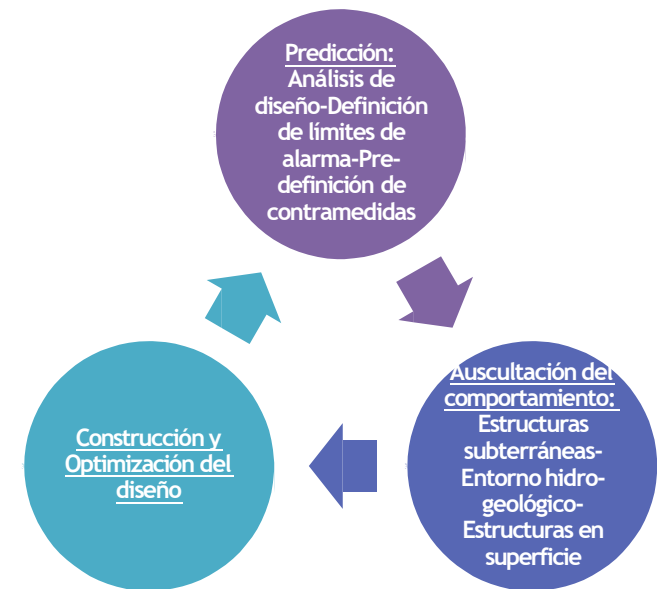 Predicción:
Análisis de
diseño-Definición
de límites de
alarma-Pre-
definición de
contramedidas
Auscultación del
comportamiento:
Estructuras
subterráneas-
Entorno hidro-
geológico-
Estructuras en
superficie
Construcción y
Optimización del
diseño